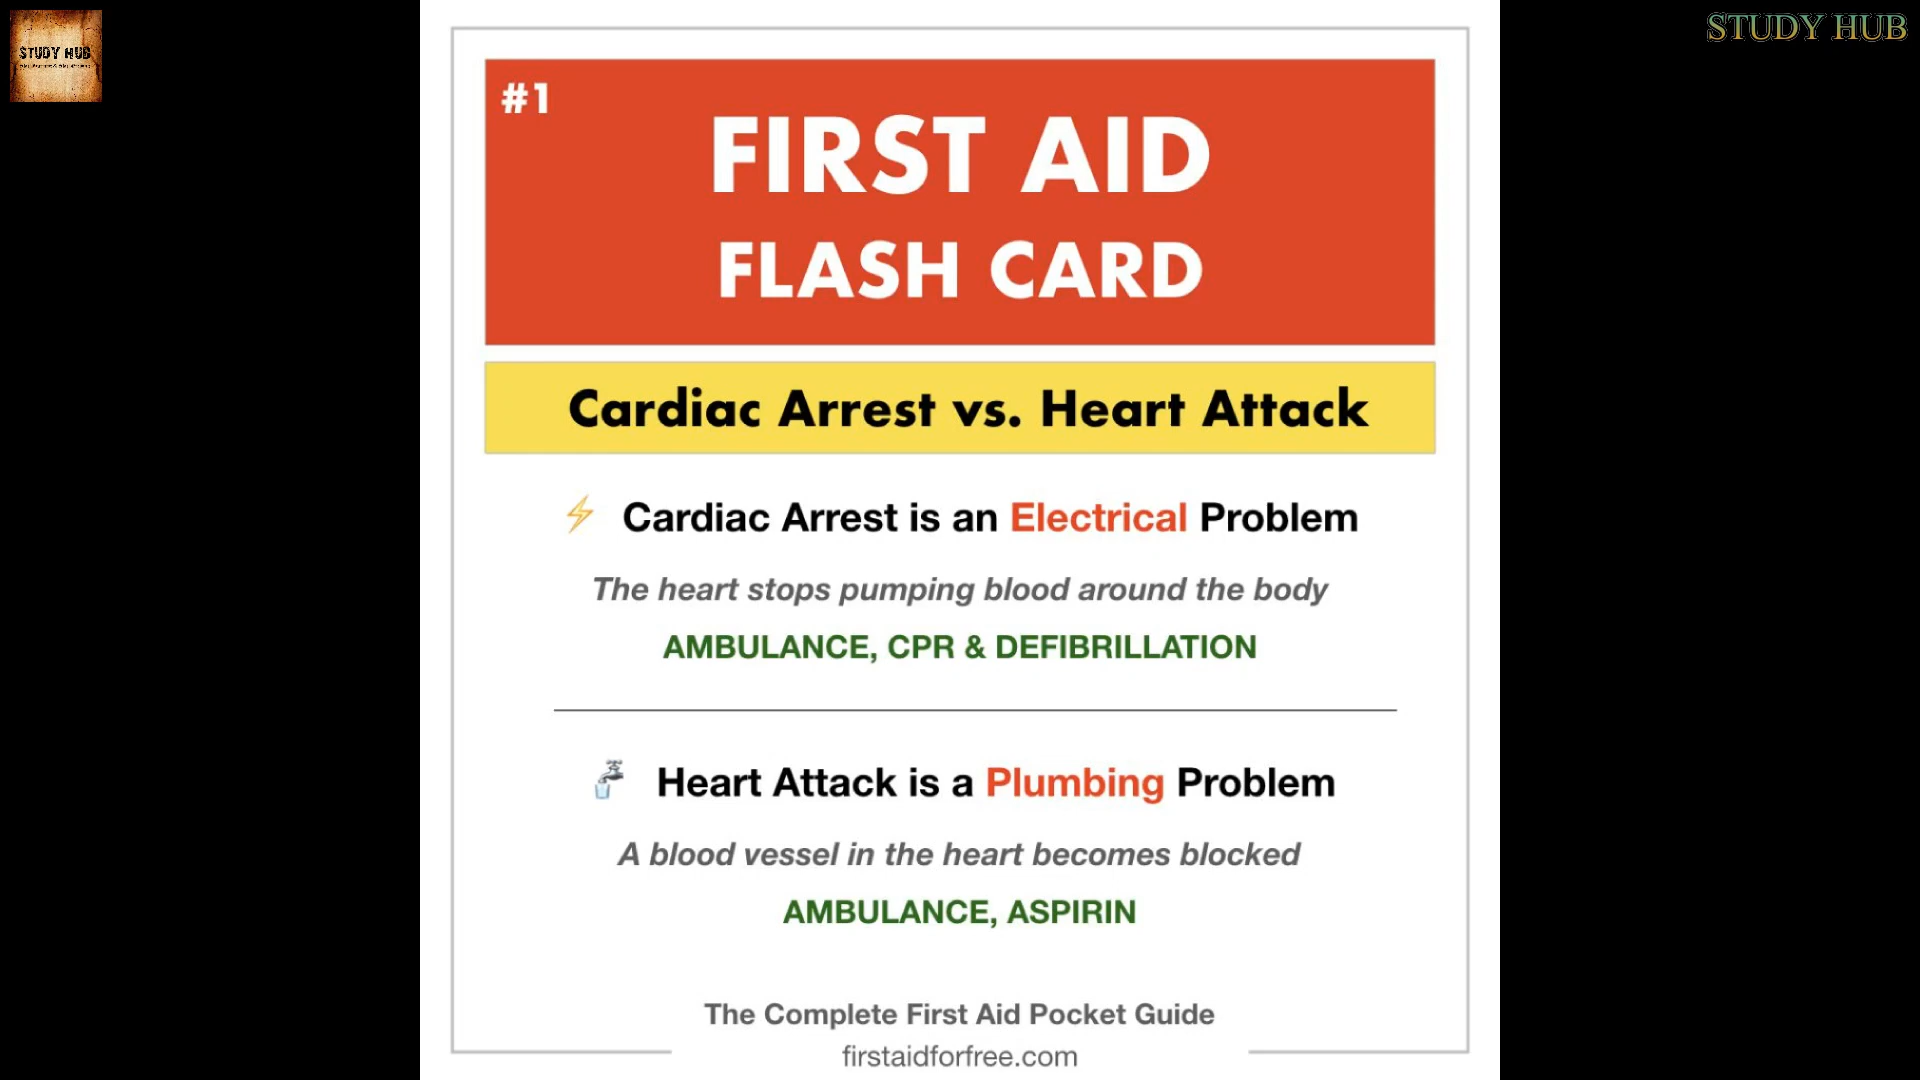 STUDY HUB
STUDY HUB
#1
FIRST AID
FLASH CARD
Cardiac Arrest vs. Heart Attack
Cardiac Arrest is an Electrical Problem
The heart stops pumping blood around the body
AMBULANCE, CPR & DEFIBRILLATION
Heart Attack is a Plumbing Problem
A blood vessel in the heart becomes blocked
AMBULANCE, ASPIRIN
The Complete First Aid Pocket Guide
firstaidforfree.com